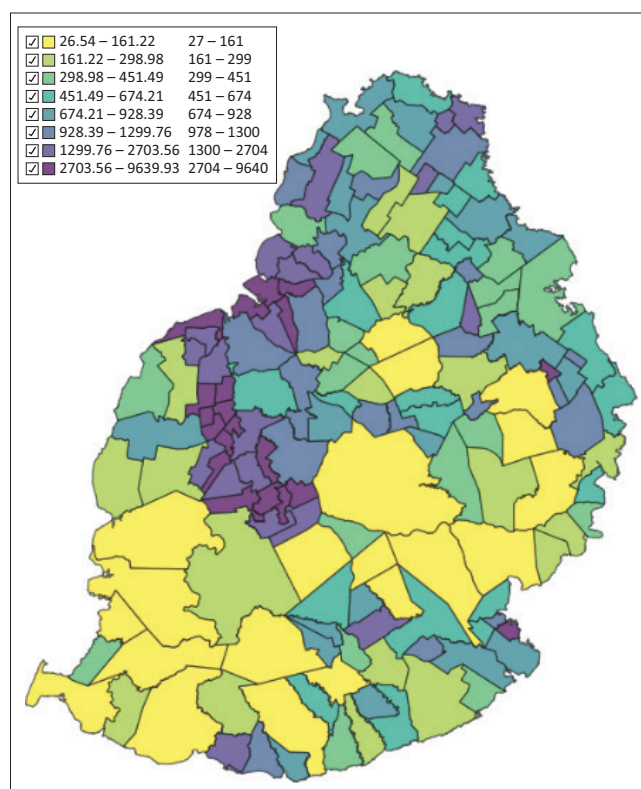 26.54 – 161.22 27 – 161
161.22 – 298.98 161 – 299
298.98 – 451.49 299 – 451
451.49 – 674.21 451 – 674
674.21 – 928.39 674 – 928
928.39 – 1299.76 978 – 1300
1299.76 – 2703.56 1300 – 2704
2703.56 – 9639.93 2704 – 9640